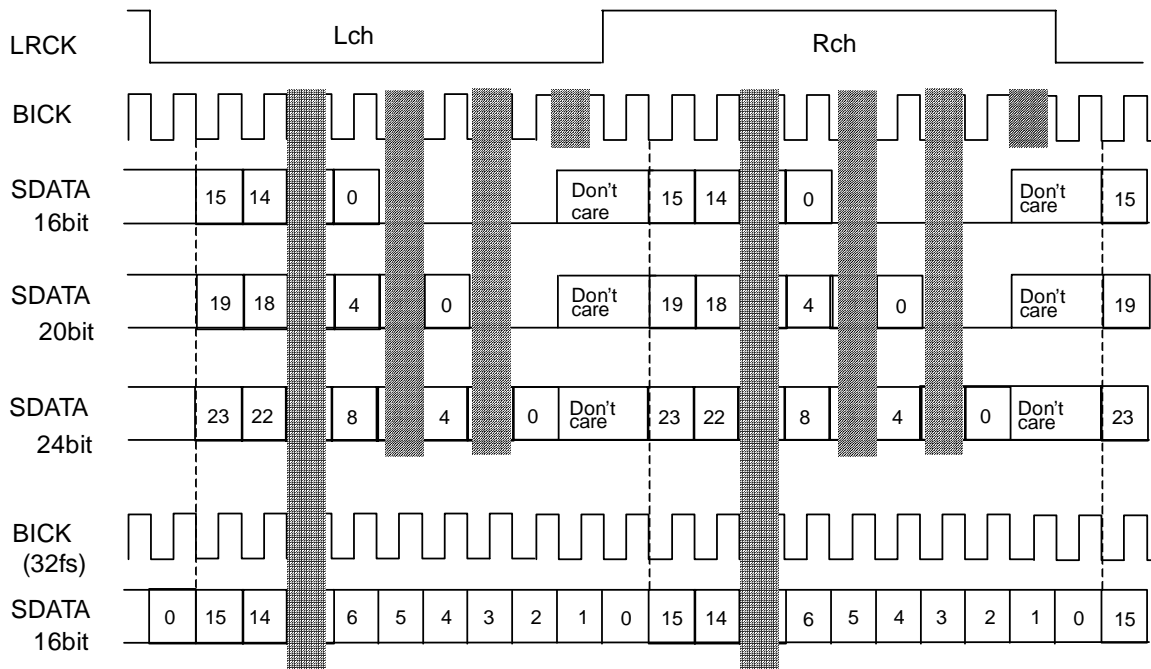 LRCK
Lch
Rch
BICK
SDATA
16bit
15 14 0 Don't care 15 14 0 Don't care 15
SDATA
20bit
19 18 4 0 Don't care 19 18 4 0 Don't care 19
SDATA
24bit
23 22 8 4 0 Don't care 23 22 8 4 0 Don't care 23
BICK
(32fs)
SDATA
16bit
0 15 14 6 5 4 3 2 1 0 15 14 6 5 4 3 2 1 0 15